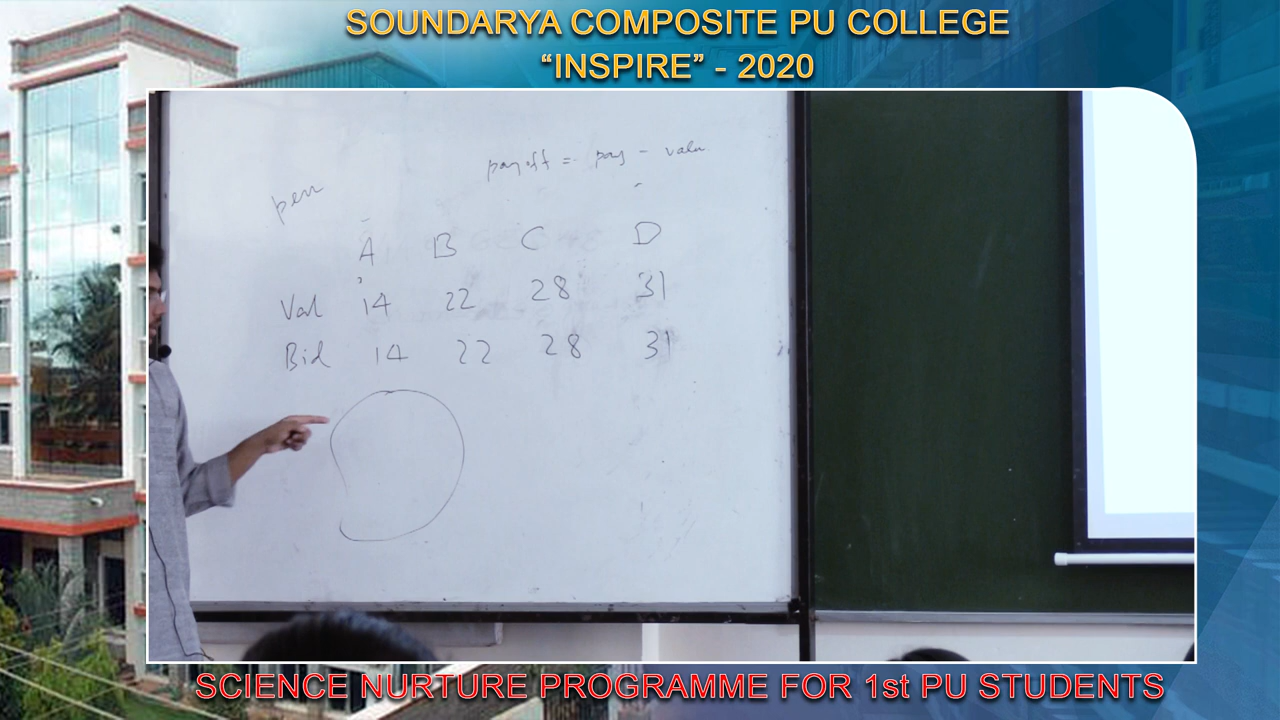 SOUNDARYA COMPOSITE PU COLLEGE
“INSPIRE” - 2020
payoff = pay - valu
pen
A B C D
Val 14 22 28 31
Bid 14 22 28 31
SCIENCE NURTURE PROGRAMME FOR 1st PU STUDENTS